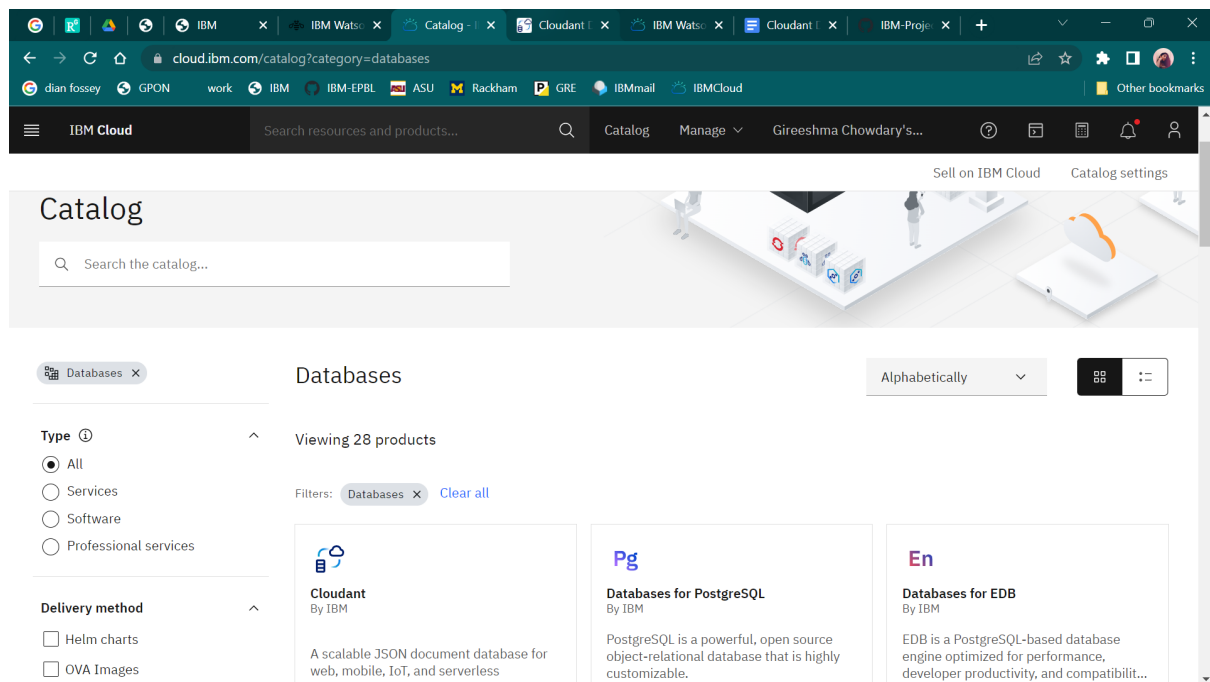 IBM
IBM Watso
Catalog - I
Cloudant D
IBM Watso
Cloudant D
IBM-Projec
cloud.ibm.com/catalog?category=databases
dian fossey
GPON
work
IBM
IBM-EPBL
ASU
Rackham
GRE
IBMmail
IBMCloud
Other bookmarks
IBM Cloud
Search resources and products...
Catalog
Manage
Gireeshma Chowdary's...
Sell on IBM Cloud
Catalog settings
Catalog
Search the catalog...
Databases
Type
All
Services
Software
Professional services
Delivery method
Helm charts
OVA Images
Databases
Alphabetically
Viewing 28 products
Filters: Databases Clear all
Cloudant
By IBM
A scalable JSON document database for
web, mobile, IoT, and serverless
Pg
Databases for PostgreSQL
By IBM
PostgreSQL is a powerful, open source
object-relational database that is highly
customizable.
En
Databases for EDB
By IBM
EDB is a PostgreSQL-based database
engine optimized for performance,
developer productivity, and compatibilit...